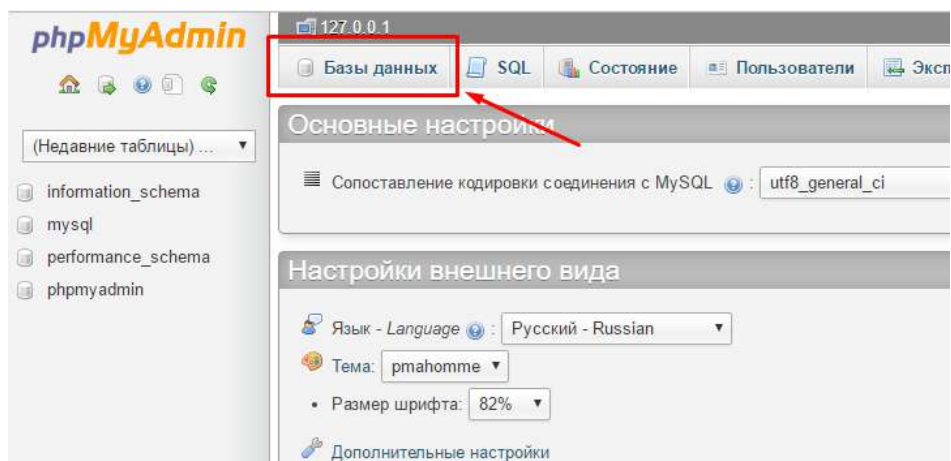 phpMyAdmin
(Недавние таблицы) ...
information_schema
mysql
performance_schema
phpmyadmin
127.0.0.1
Базы данных SQL Состояние Пользователи Эксп
Основные настройки
Сопоставление кодировки соединения с MySQL : utf8_general_ci
Настройки внешнего вида
Язык - Language : Русский - Russian
Тема: pmahomme
• Размер шрифта: 82%
Дополнительные настройки